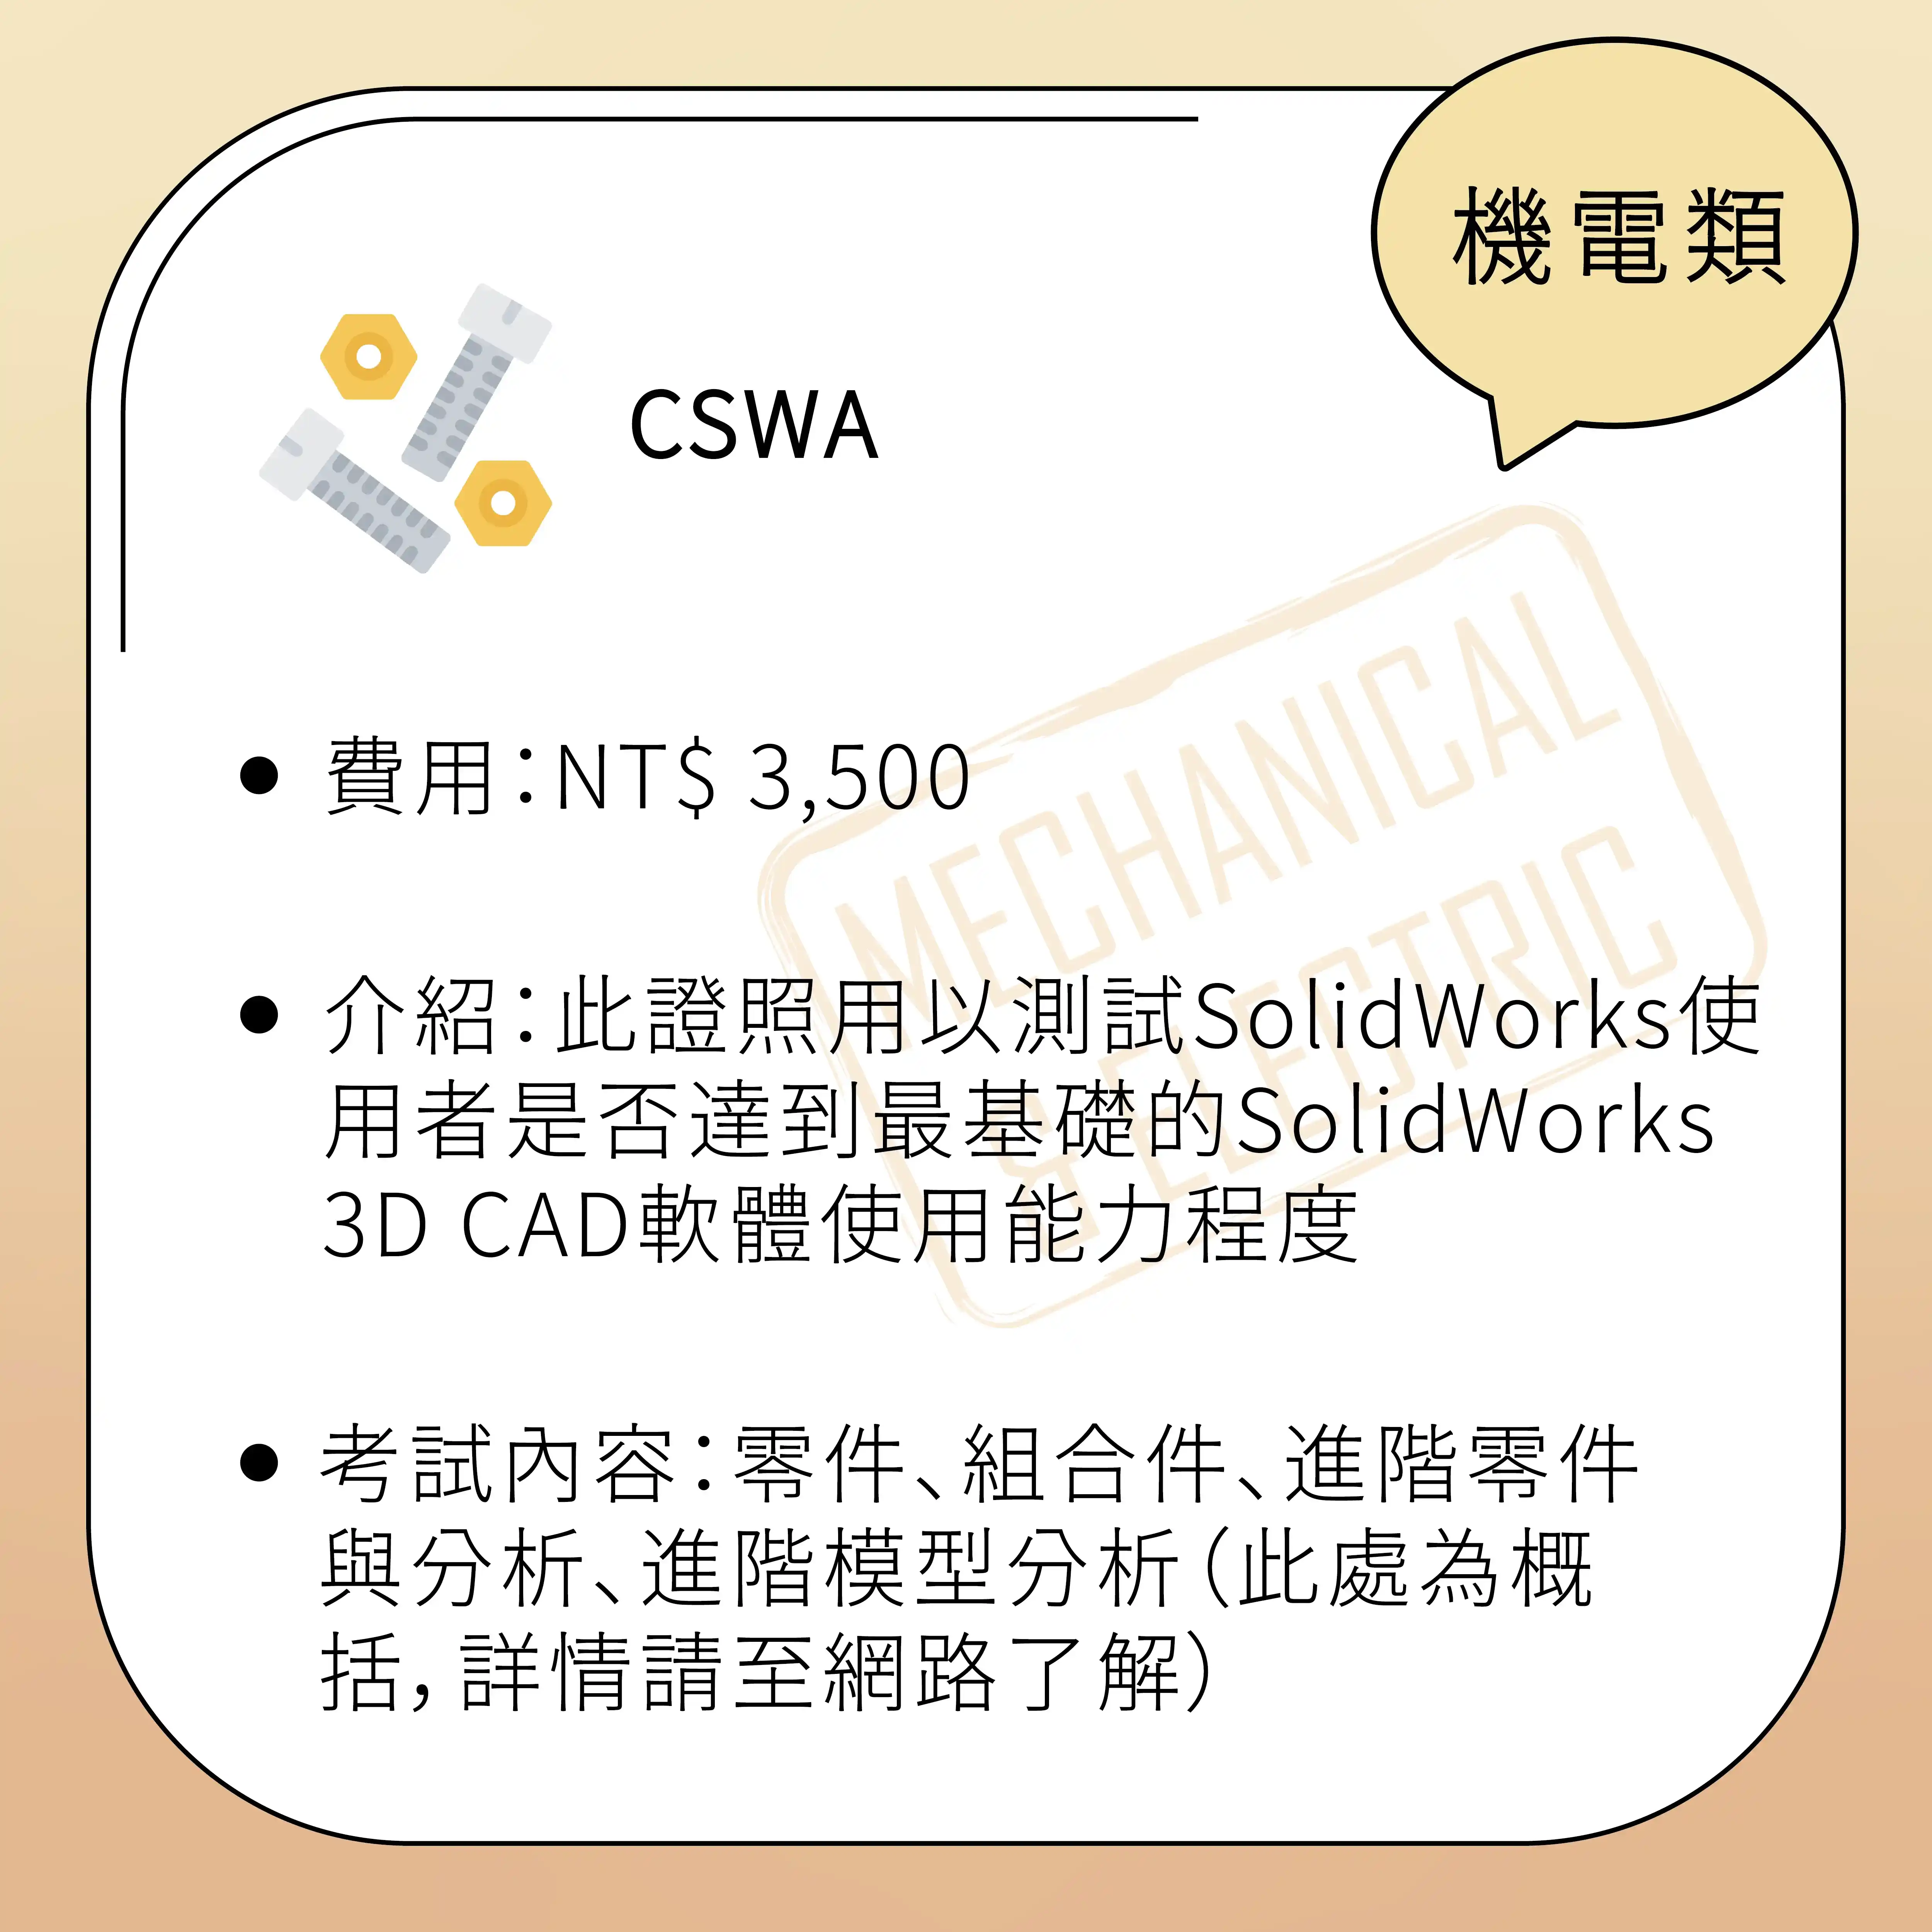 機電類
CSWA
MECHANICAL
& ELECTRIC
• 費用：NT$ 3,500
• 介紹：此證照用以測試SolidWorks使
用者是否達到最基礎的SolidWorks
3D CAD軟體使用能力程度
• 考試內容：零件、組合件、進階零件
與分析、進階模型分析（此處為概
括，詳情請至網路了解）